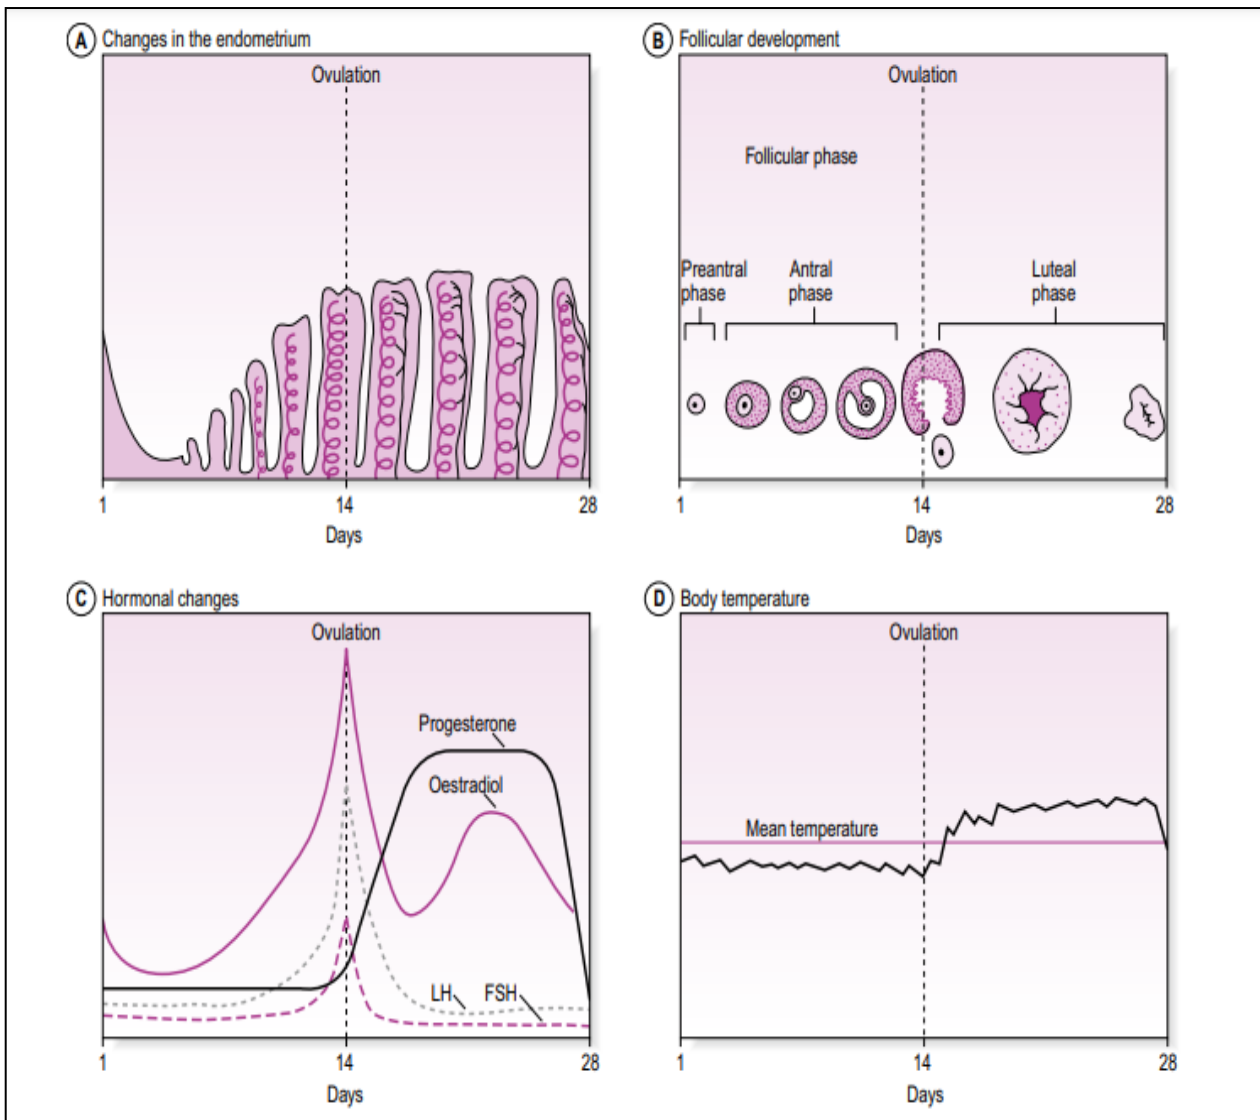 A Changes in the endometrium
Ovulation
1 14 28
Days
B Follicular development
Ovulation
Follicular phase
Preantral
phase
Antral
phase
Luteal
phase
1 14 28
Days
C Hormonal changes
Ovulation
Progesterone
Oestradiol
LH FSH
1 14 28
Days
D Body temperature
Ovulation
Mean temperature
1 14 28
Days